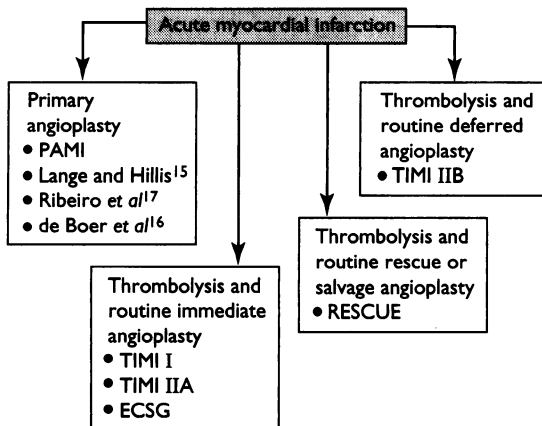 Acute myocardial infarction
Primary
angioplasty
● PAMI
● Lange and Hillis¹⁵
● Ribeiro et al¹⁷
● de Boer et al¹⁶
Thrombolysis and
routine immediate
angioplasty
● TIMI I
● TIMI IIA
● ECSG
Thrombolysis and
routine rescue or
salvage angioplasty
● RESCUE
Thrombolysis and
routine deferred
angioplasty
● TIMI IIB